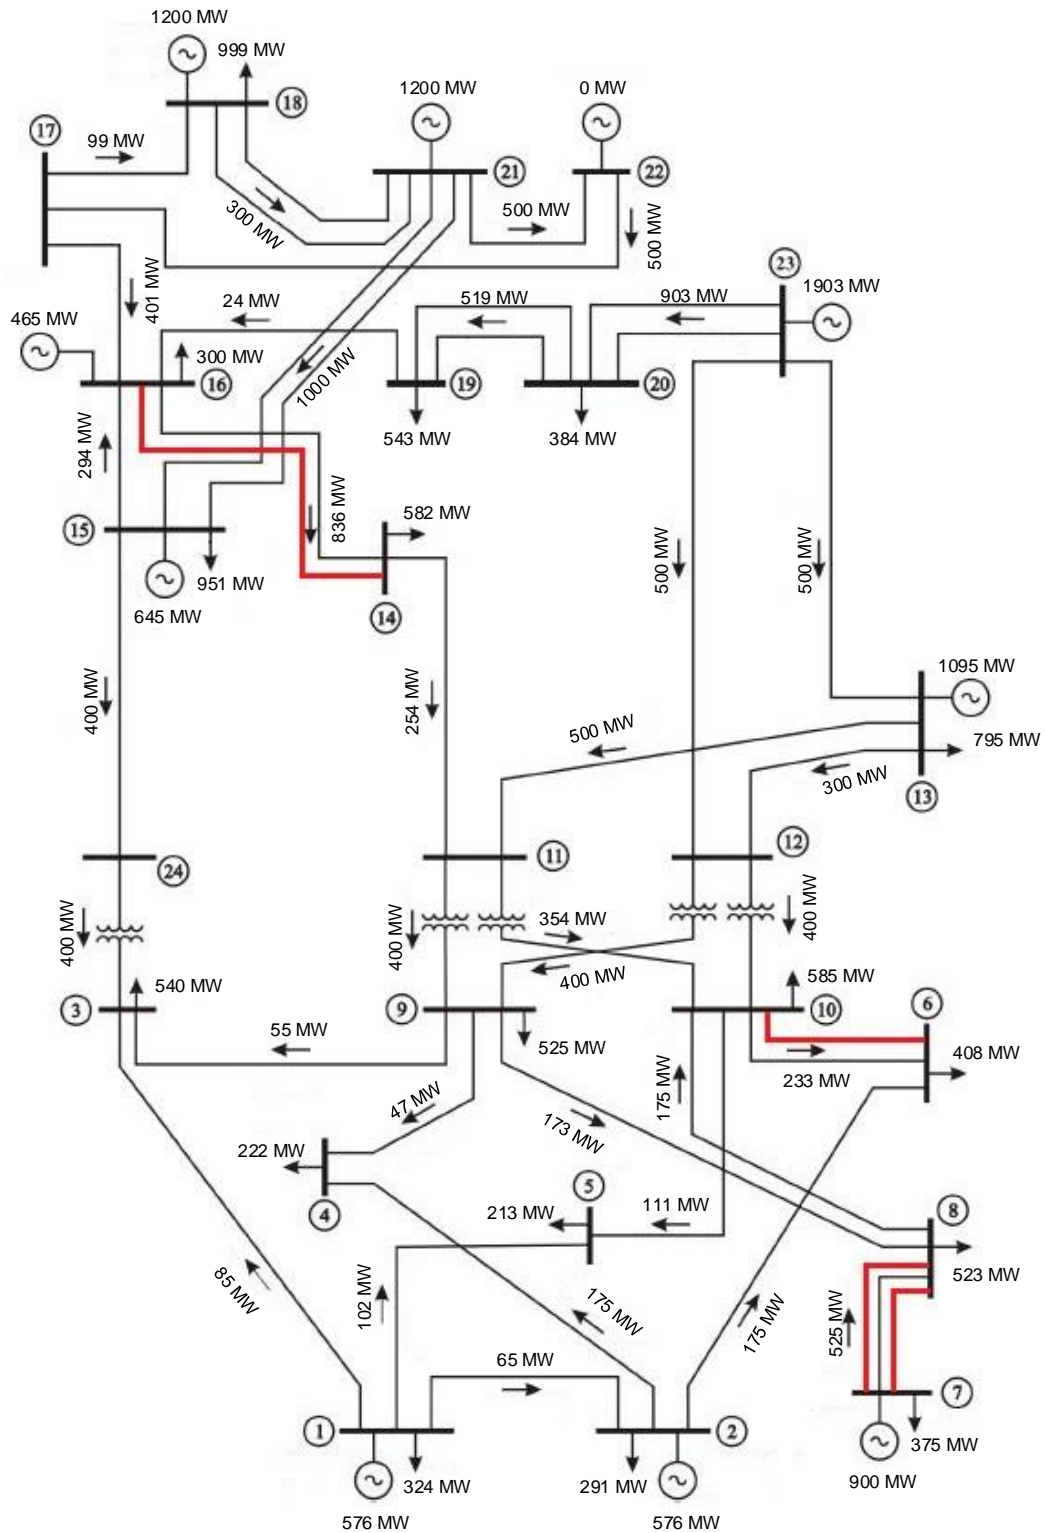 1200 MW
999 MW
18
1200 MW
0 MW
17
99 MW
21
22
300 MW
500 MW
500 MW
23
1903 MW
401 MW
24 MW
519 MW
903 MW
465 MW
300 MW
16
1000 MW
19
20
543 MW
384 MW
294 MW
836 MW
582 MW
15
951 MW
645 MW
14
500 MW
500 MW
1095 MW
400 MW
254 MW
500 MW
795 MW
300 MW
13
24
11
12
400 MW
400 MW
354 MW
400 MW
400 MW
3
540 MW
9
585 MW
10
6
55 MW
525 MW
408 MW
233 MW
47 MW
173 MW
175 MW
222 MW
4
5
213 MW
111 MW
8
523 MW
85 MW
102 MW
175 MW
175 MW
525 MW
65 MW
7
375 MW
900 MW
1
2
324 MW
291 MW
576 MW
576 MW